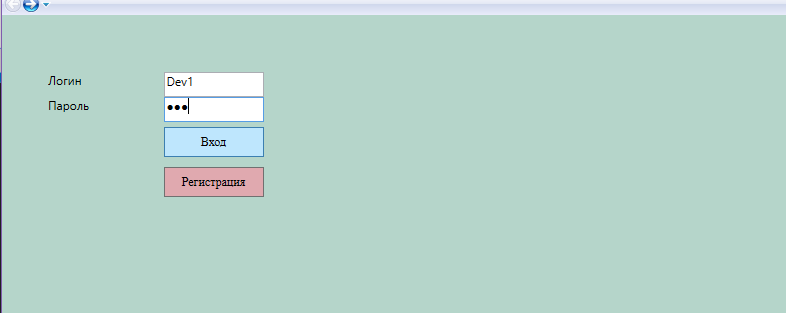 Логин
Dev1
Пароль
●●●
Вход
Регистрация